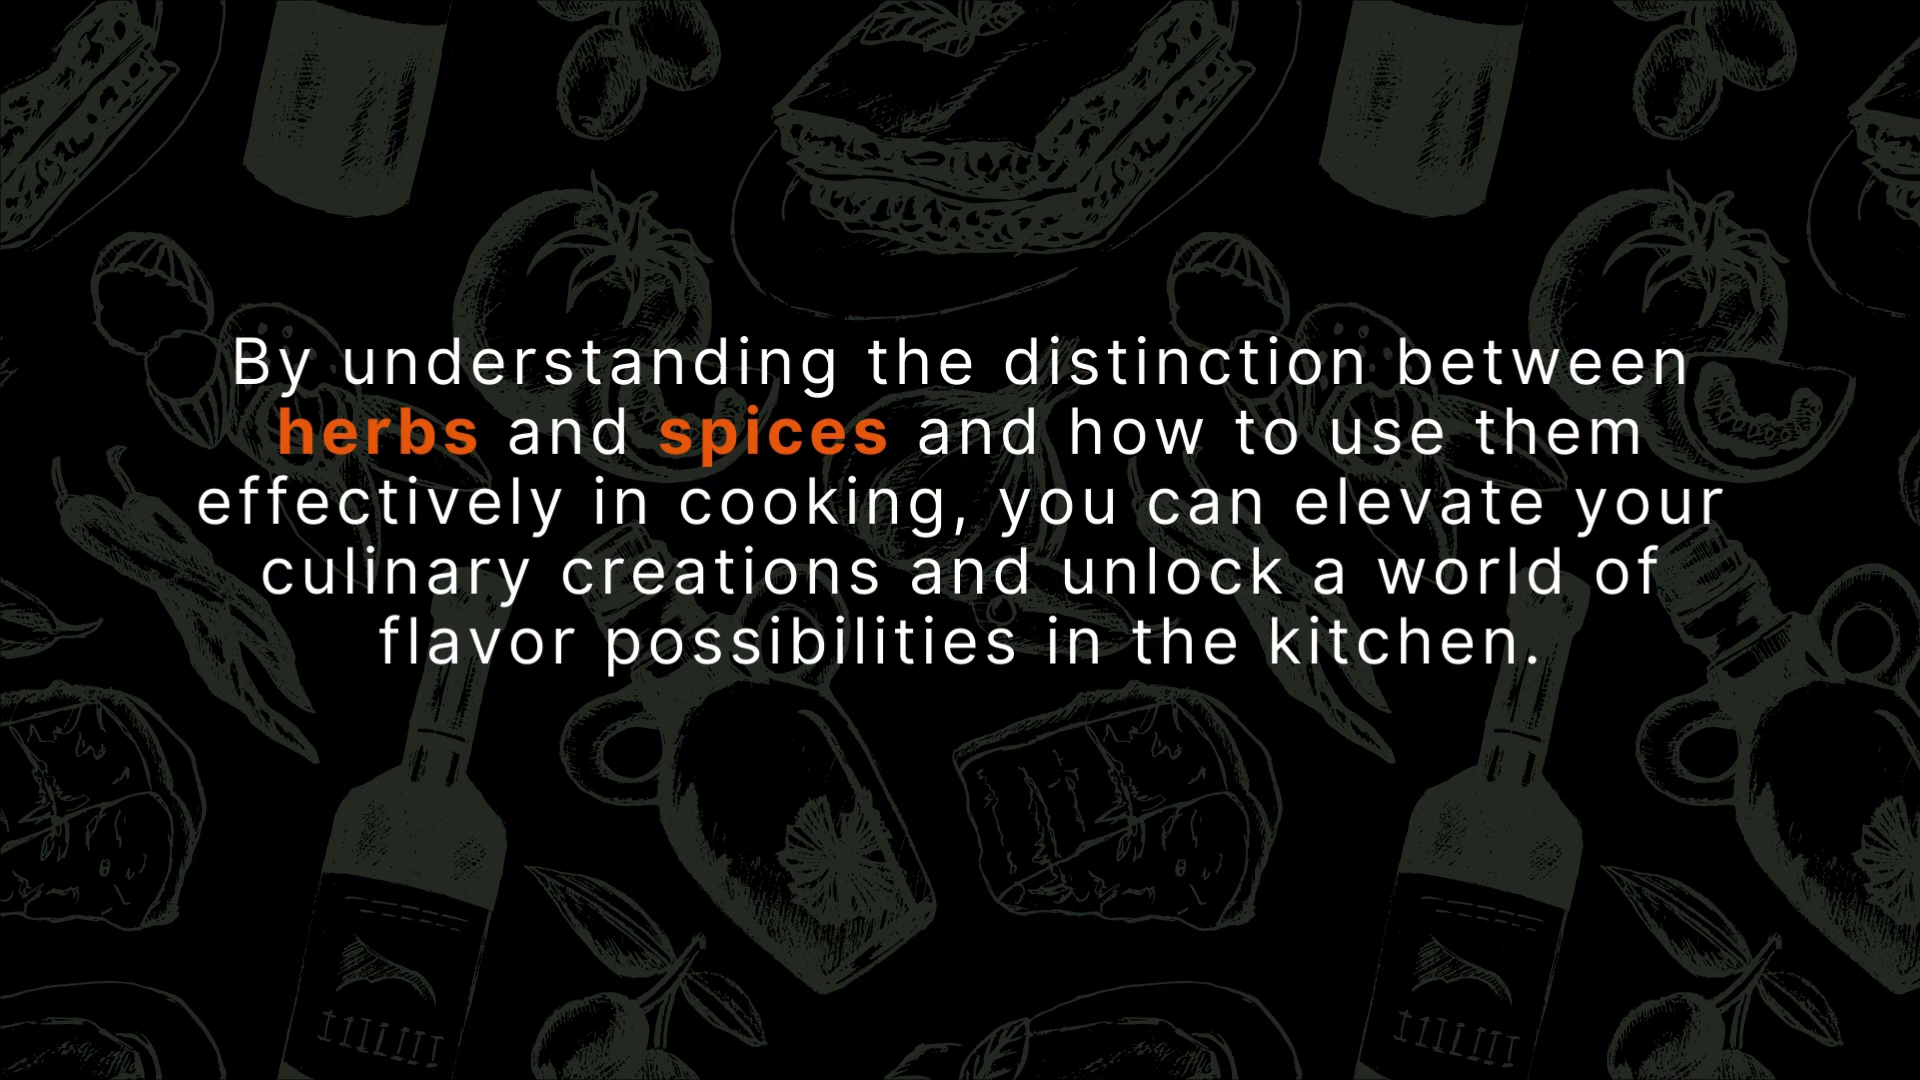 By understanding the distinction between
herbs and spices and how to use them
effectively in cooking, you can elevate your
culinary creations and unlock a world of
flavor possibilities in the kitchen.